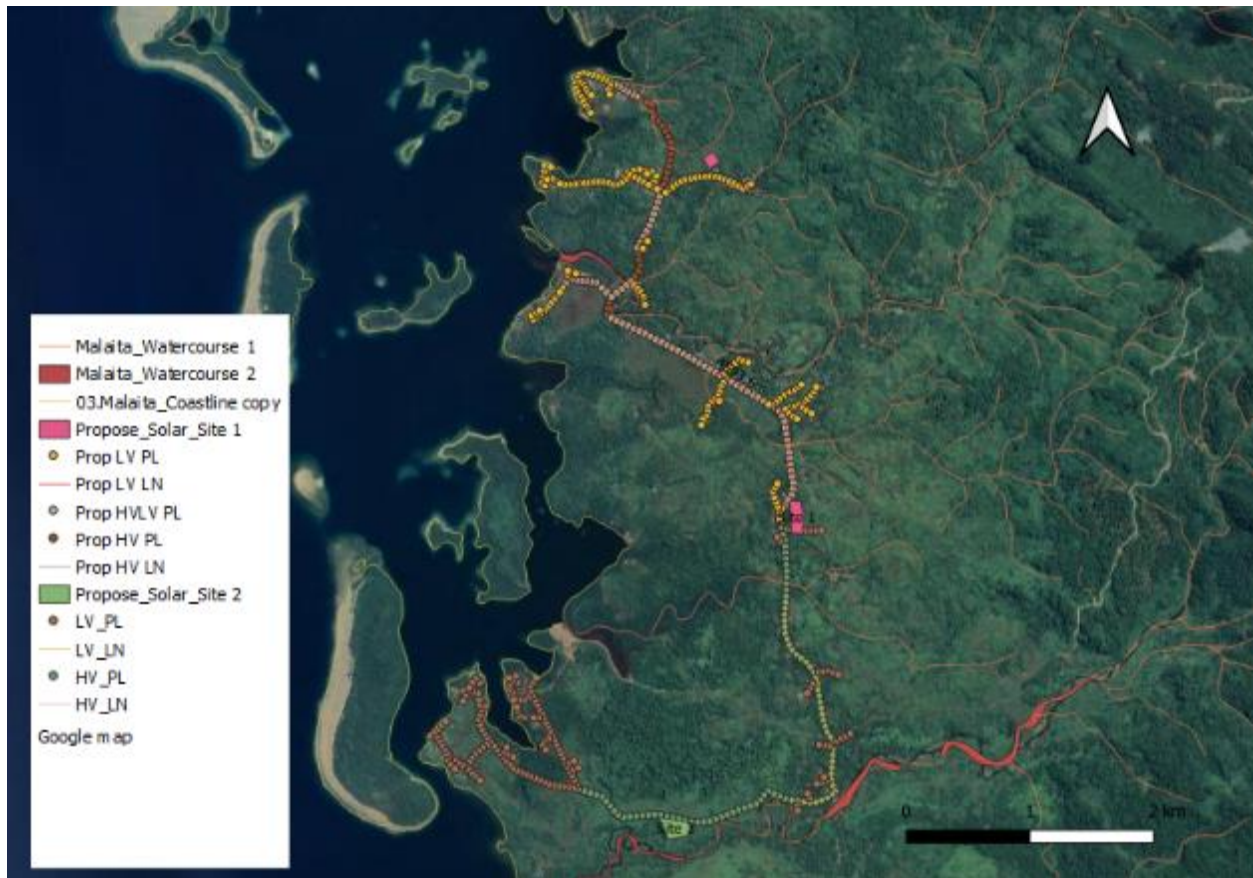 Malaita_Watercourse 1
Malaita_Watercourse 2
03.Malaita_Coastline copy
Propose_Solar_Site 1
Prop LV PL
Prop LV LN
Prop HVLV PL
Prop HV PL
Prop HV LN
Propose_Solar_Site 2
LV_PL
LV_LN
HV_PL
HV_LN
Google map
ite
0 1 2 km